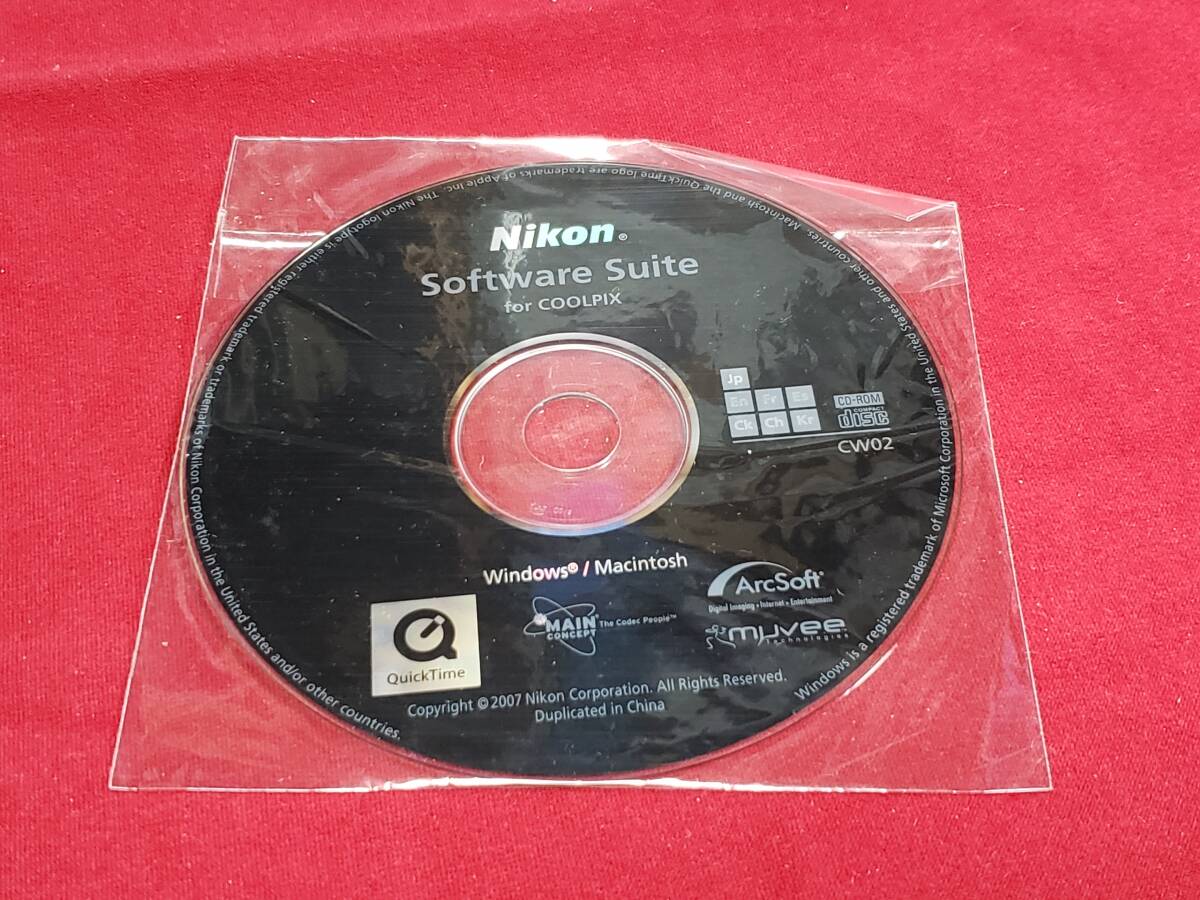 Nikon®
Software Suite
for COOLPIX
Jp
En Fr Es
Ck Ch Kr
CD-ROM
COMPACT
disc
CW02
Windows® / Macintosh
ArcSoft®
Digital Imaging • Internet • Entertainment
MAIN
CONCEPT®
The Codec People™
muvee
technologies
QuickTime
Copyright ©2007 Nikon Corporation. All Rights Reserved.
Duplicated in China
The Nikon logotype is either registered trademark or trademarks of Nikon Corporation in the United States and/or other countries.
Macintosh and the QuickTime logo are trademarks of Apple Inc.
Windows is a registered trademark of Microsoft Corporation in the United States and other countries.